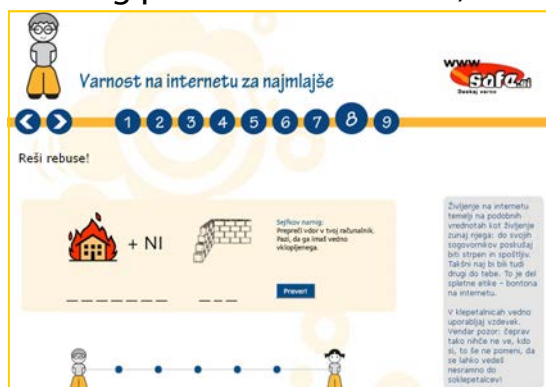 Varnost na internetu za najmlajše
www
Safe.si
Deskaj varno
1 2 3 4 5 6 7 8 9
Reši rebuse!
+ NI
Sejfkov namig:
Prepreči vdor v tvoj računalnik.
Pazi, da ga imaš vedno
vklopljenega.
Preveri
Življenje na internetu
temelji na podobnih
vrednotah kot življenje
zunaj njega: do svojih
sogovornikov poskušaj
biti strpen in spoštljiv.
Takšni naj bi bili tudi
drugi do tebe. To je del
spletne etike - bontona
na internetu.
V klepetalnicah vedno
uporabljaj vzdevek.
Vendar pozor: čeprav
tako nihče ne ve, kdo
si, to še ne pomeni, da
se lahko vedeš
nesramno do
soklepetalcev!